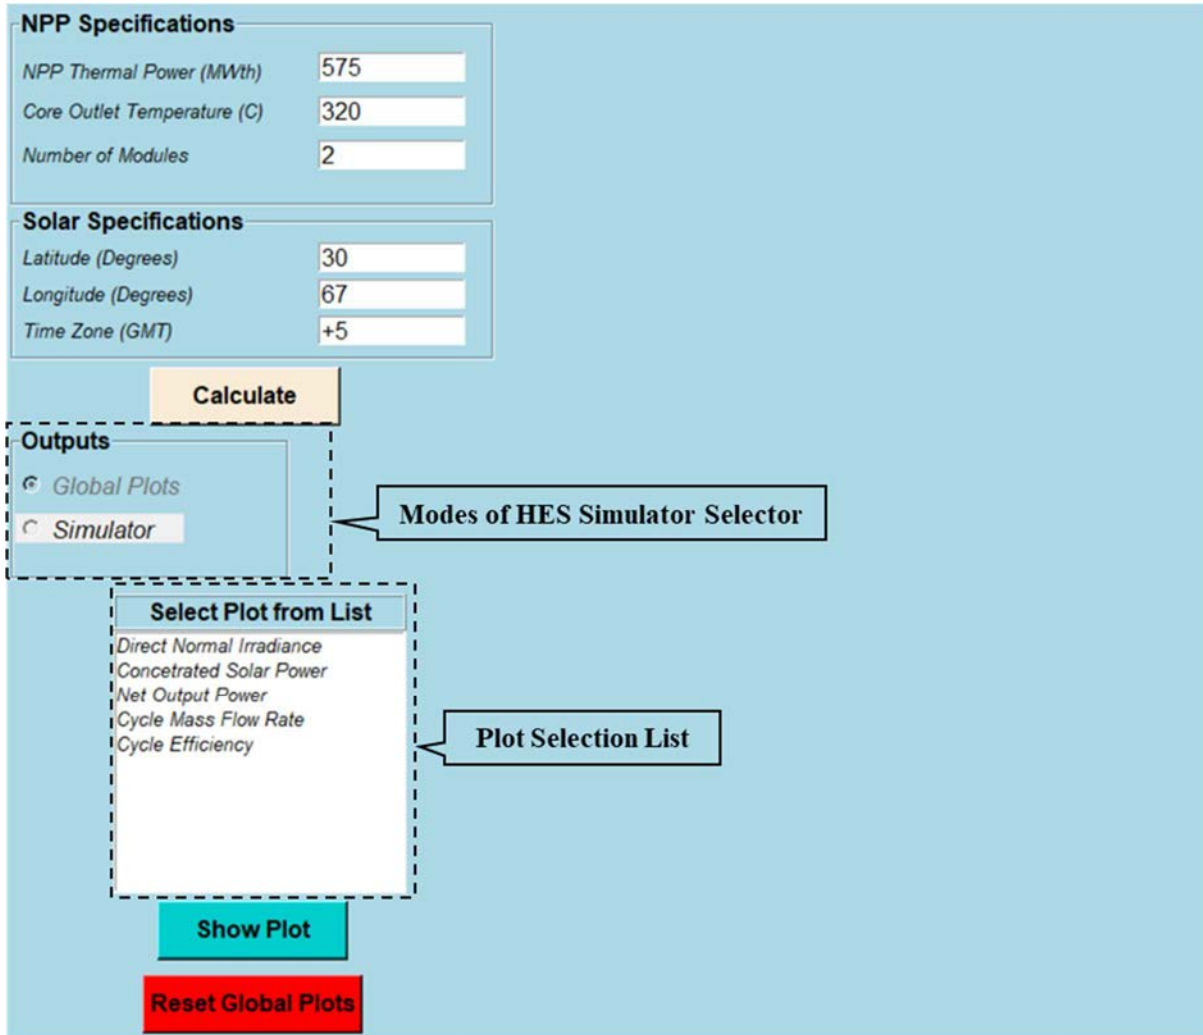 NPP Specifications
NPP Thermal Power (MWth) 575
Core Outlet Temperature (C) 320
Number of Modules 2
Solar Specifications
Latitude (Degrees) 30
Longitude (Degrees) 67
Time Zone (GMT) +5
Calculate
Outputs
Global Plots
Simulator
Modes of HES Simulator Selector
Select Plot from List
Direct Normal Irradiance
Concetrated Solar Power
Net Output Power
Cycle Mass Flow Rate
Cycle Efficiency
Plot Selection List
Show Plot
Reset Global Plots